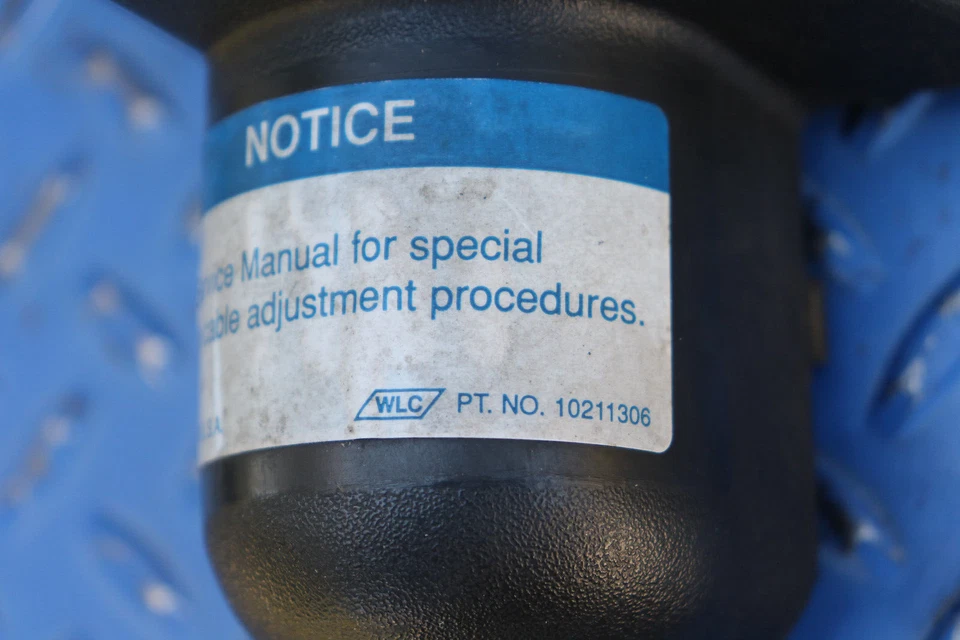 NOTICE
Manual for special
adjustment procedures.
WLC PT. NO. 10211306